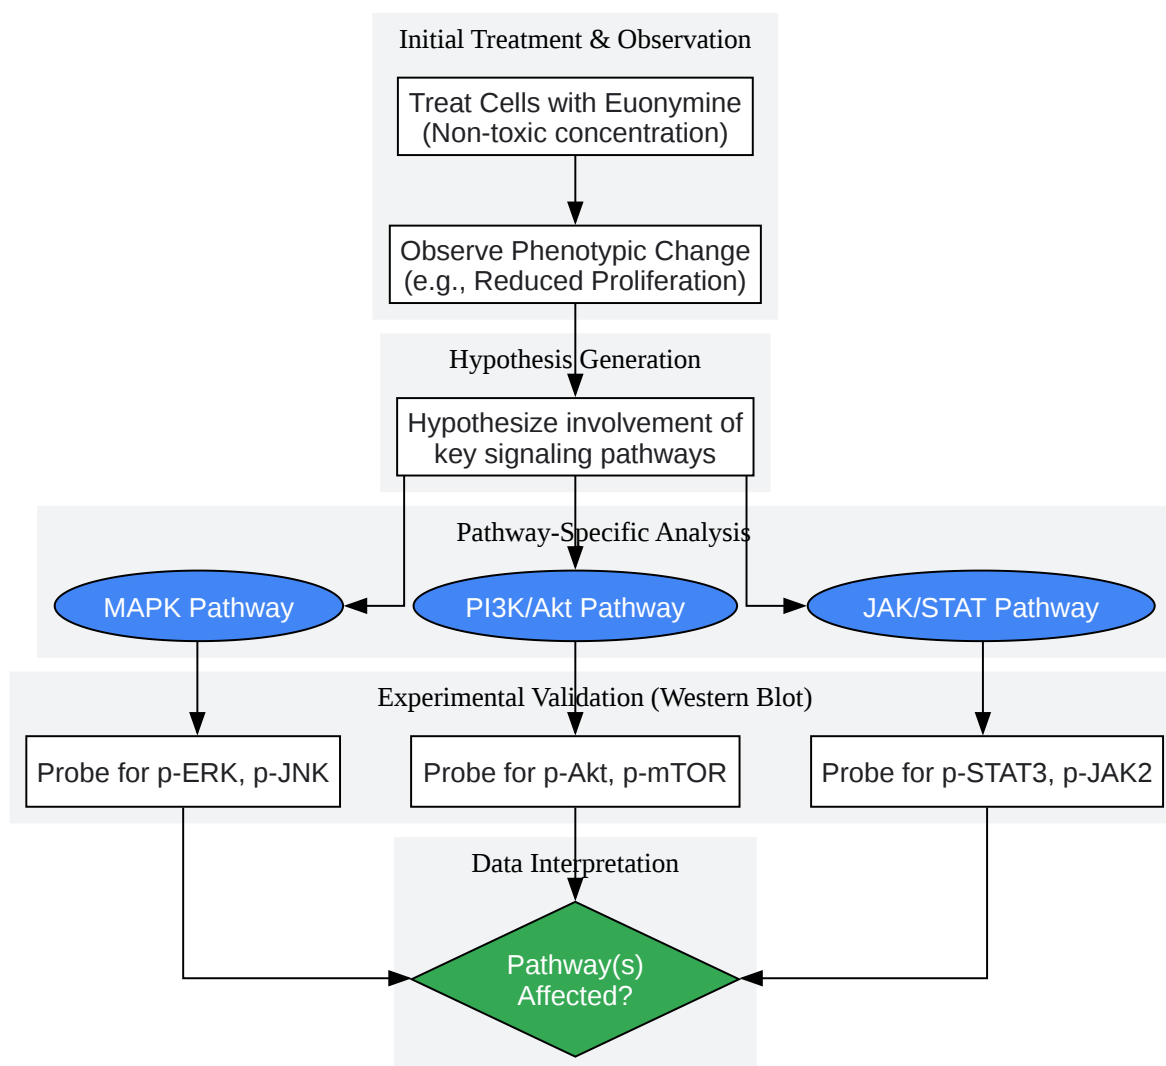 Initial Treatment & Observation
Treat Cells with Euonymine
(Non-toxic concentration)
Observe Phenotypic Change
(e.g., Reduced Proliferation)
Hypothesis Generation
Hypothesize involvement of
key signaling pathways
Pathway-Specific Analysis
MAPK Pathway
PI3K/Akt Pathway
JAK/STAT Pathway
Experimental Validation (Western Blot)
Probe for p-ERK, p-JNK
Probe for p-Akt, p-mTOR
Probe for p-STAT3, p-JAK2
Data Interpretation
Pathway(s)
Affected?